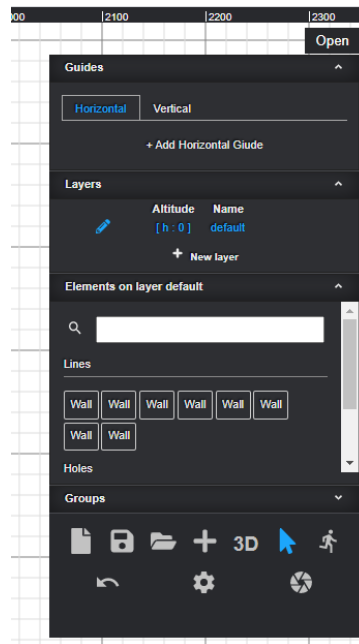 000 2100 2200 2300
Open
Guides
Horizontal Vertical
+ Add Horizontal Giude
Layers
Altitude Name
[ h : 0 ] default
+ New layer
Elements on layer default
Lines
Wall Wall Wall Wall Wall Wall
Wall Wall
Holes
Groups
3D